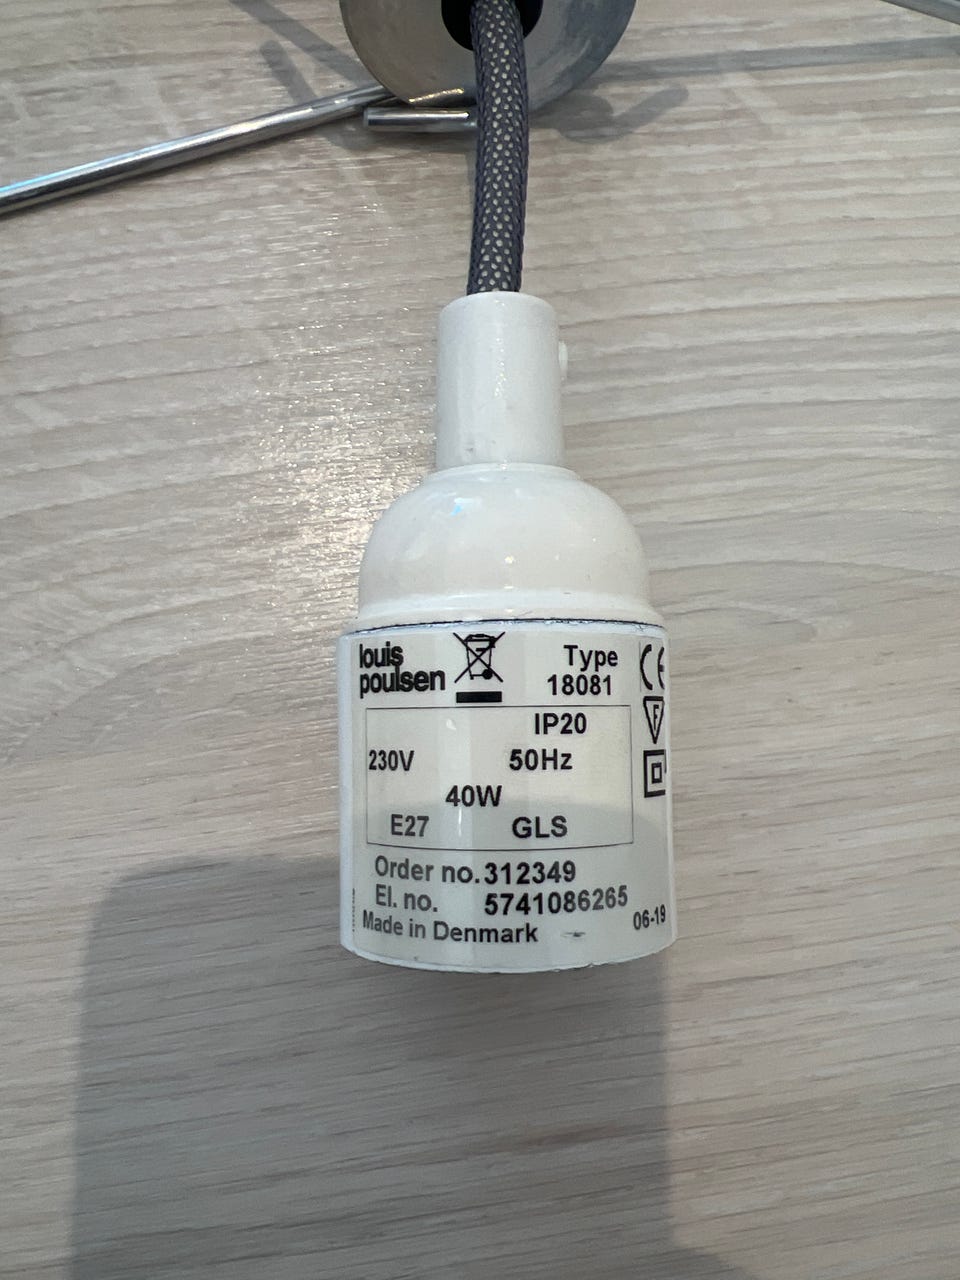 louis
poulsen
Type
18081
CE
F
IP20
230V 50Hz
40W
E27 GLS
Order no. 312349
El. no. 5741086265
Made in Denmark
06-19